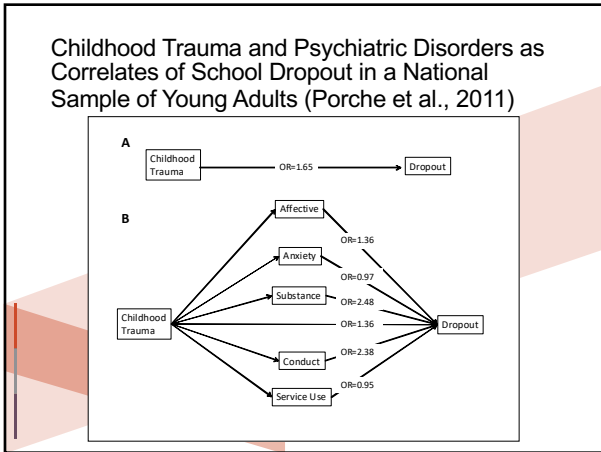 Childhood Trauma and Psychiatric Disorders as
Correlates of School Dropout in a National
Sample of Young Adults (Porche et al., 2011)
A
Childhood
Trauma
OR=1.65
Dropout
B
Affective
OR=1.36
Anxiety
OR=0.97
Substance
OR=2.48
Childhood
Trauma
OR=1.36
Dropout
OR=2.38
Conduct
OR=0.95
Service Use